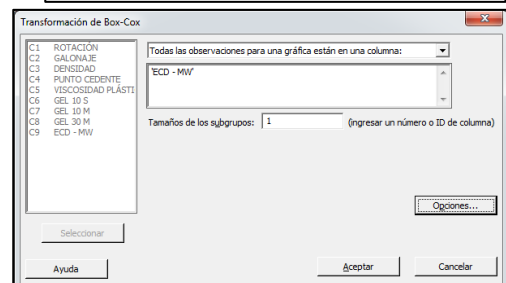 Transformación de Box-Cox
C1 ROTACIÓN
C2 GALONAJE
C3 DENSIDAD
C4 PUNTO CEDENTE
C5 VISCOSIDAD PLÁSTI
C6 GEL 10 S
C7 GEL 10 M
C8 GEL 30 M
C9 ECD - MW
Todas las observaciones para una gráfica están en una columna:
'ECD - MW'
Tamaños de los subgrupos: 1 (ingresar un número o ID de columna)
Opciones...
Seleccionar
Ayuda
Aceptar
Cancelar